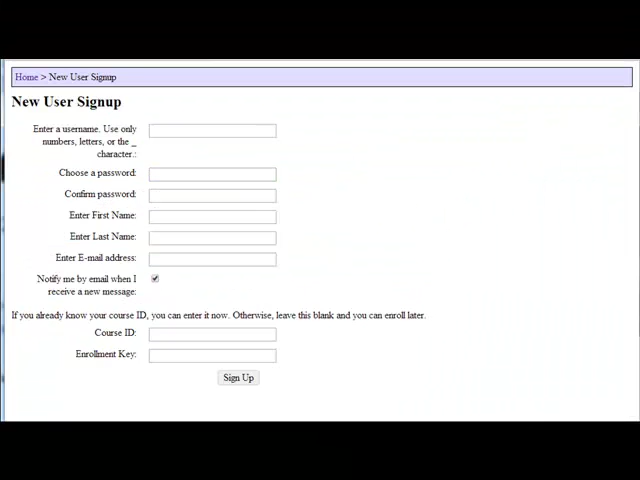 Home > New User Signup
New User Signup
Enter a username. Use only
numbers, letters, or the _
character.:
Choose a password:
Confirm password:
Enter First Name:
Enter Last Name:
Enter E-mail address:
Notify me by email when I
receive a new message:
If you already know your course ID, you can enter it now. Otherwise, leave this blank and you can enroll later.
Course ID:
Enrollment Key:
Sign Up